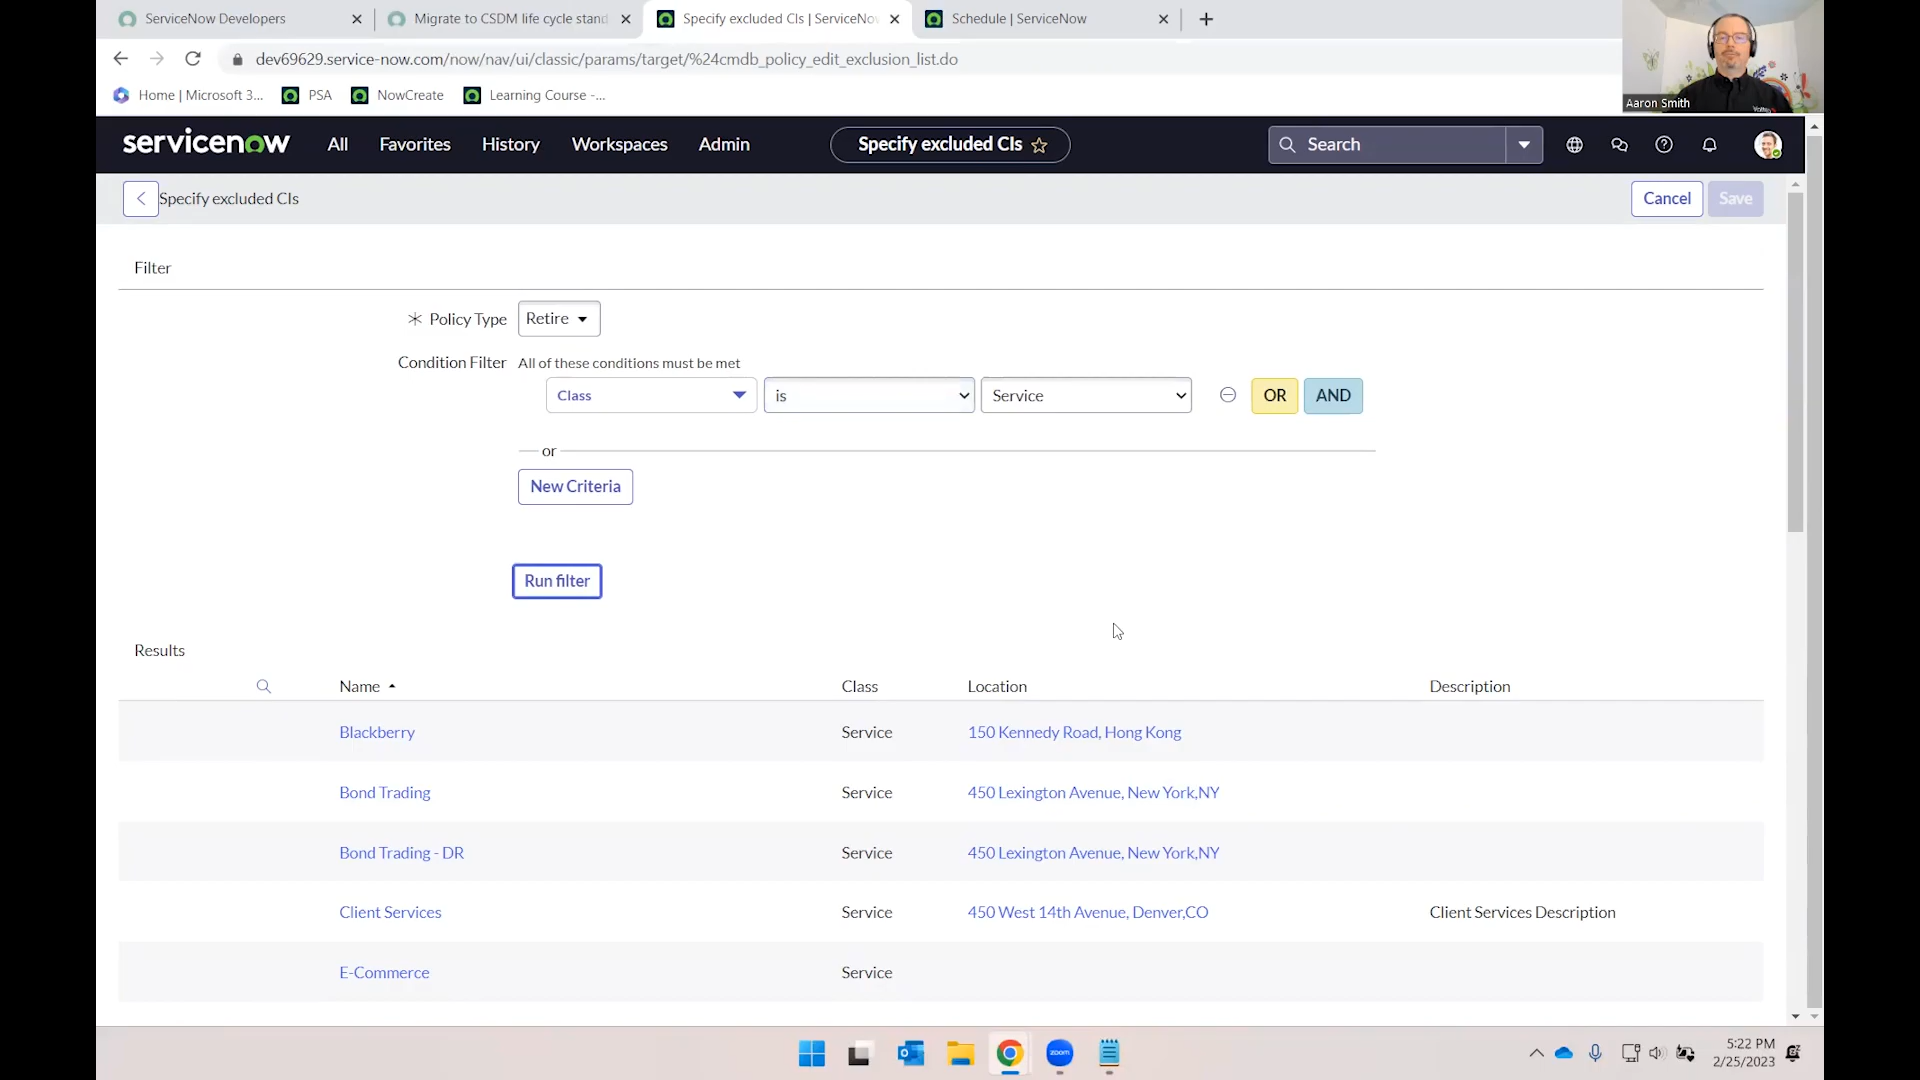 ServiceNow Developers
Migrate to CSDM life cycle stand
Specify excluded CIs | ServiceNov
Schedule | ServiceNow
dev69629.service-now.com/now/nav/ui/classic/params/target/%24cmdb_policy_edit_exclusion_list.do
Home | Microsoft 3... PSA NowCreate Learning Course -...
Aaron Smith
servicenow All Favorites History Workspaces Admin Specify excluded CIs Search
Specify excluded CIs Cancel Save
Filter
Policy Type Retire
Condition Filter All of these conditions must be met
Class is Service OR AND
or
New Criteria
Run filter
Results
Name Class Location Description
Blackberry Service 150 Kennedy Road, Hong Kong
Bond Trading Service 450 Lexington Avenue, New York,NY
Bond Trading - DR Service 450 Lexington Avenue, New York,NY
Client Services Service 450 West 14th Avenue, Denver,CO Client Services Description
E-Commerce Service
zoom
5:22 PM
2/25/2023